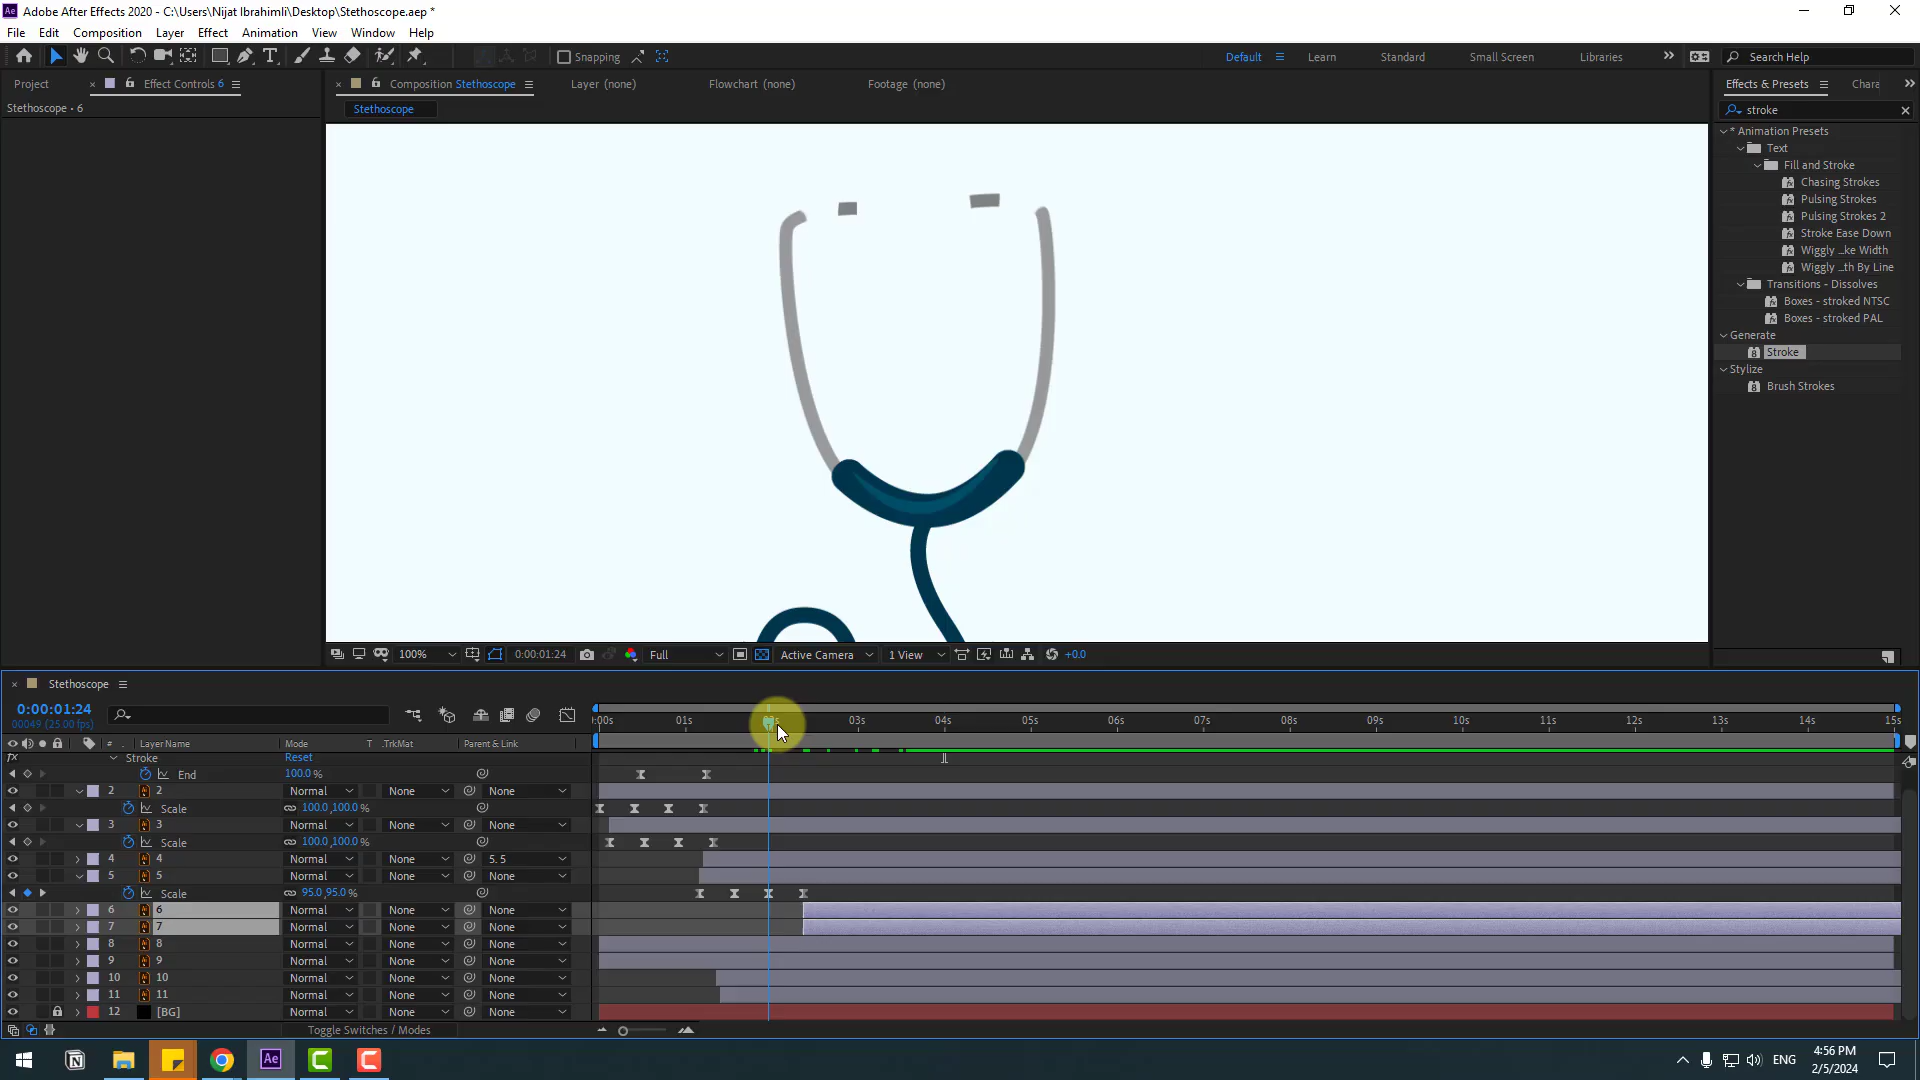 Adobe After Effects 2020 - C:\Users\Nijat Ibrahimli\Desktop\Stethoscope.aep *
File Edit Composition Layer Effect Animation View Window Help
Snapping Default Learn Standard Small Screen Libraries Search Help
Project Effect Controls 6 Composition Stethoscope Layer (none) Flowchart (none) Footage (none) Effects & Presets Chara
Stethoscope • 6
Stethoscope
stroke
* Animation Presets
Text
Fill and Stroke
Chasing Strokes
Pulsing Strokes
Pulsing Strokes 2
Stroke Ease Down
Wiggly ...ke Width
Wiggly ...th By Line
Transitions - Dissolves
Boxes - stroked NTSC
Boxes - stroked PAL
Generate
Stroke
Stylize
Brush Strokes
100% 0:00:01:24 Full Active Camera 1 View +0.0
Stethoscope
0:00:01:24
00049 (25.00 fps)
):00s 01s 03s 04s 05s 06s 07s 08s 09s 10s 11s 12s 13s 14s 15s
# . Layer Name Mode T .TrkMat Parent & Link
fx Stroke Reset
End 100.0 %
2 2 Normal None None
Scale 100.0,100.0 %
3 3 Normal None None
Scale 100.0,100.0 %
4 4 Normal None 5. 5
5 5 Normal None None
Scale 95.0,95.0 %
6 6 Normal None None
7 7 Normal None None
8 8 Normal None None
9 9 Normal None None
10 10 Normal None None
11 11 Normal None None
12 [BG] Normal None None
Toggle Switches / Modes
ENG 4:56 PM
2/5/2024